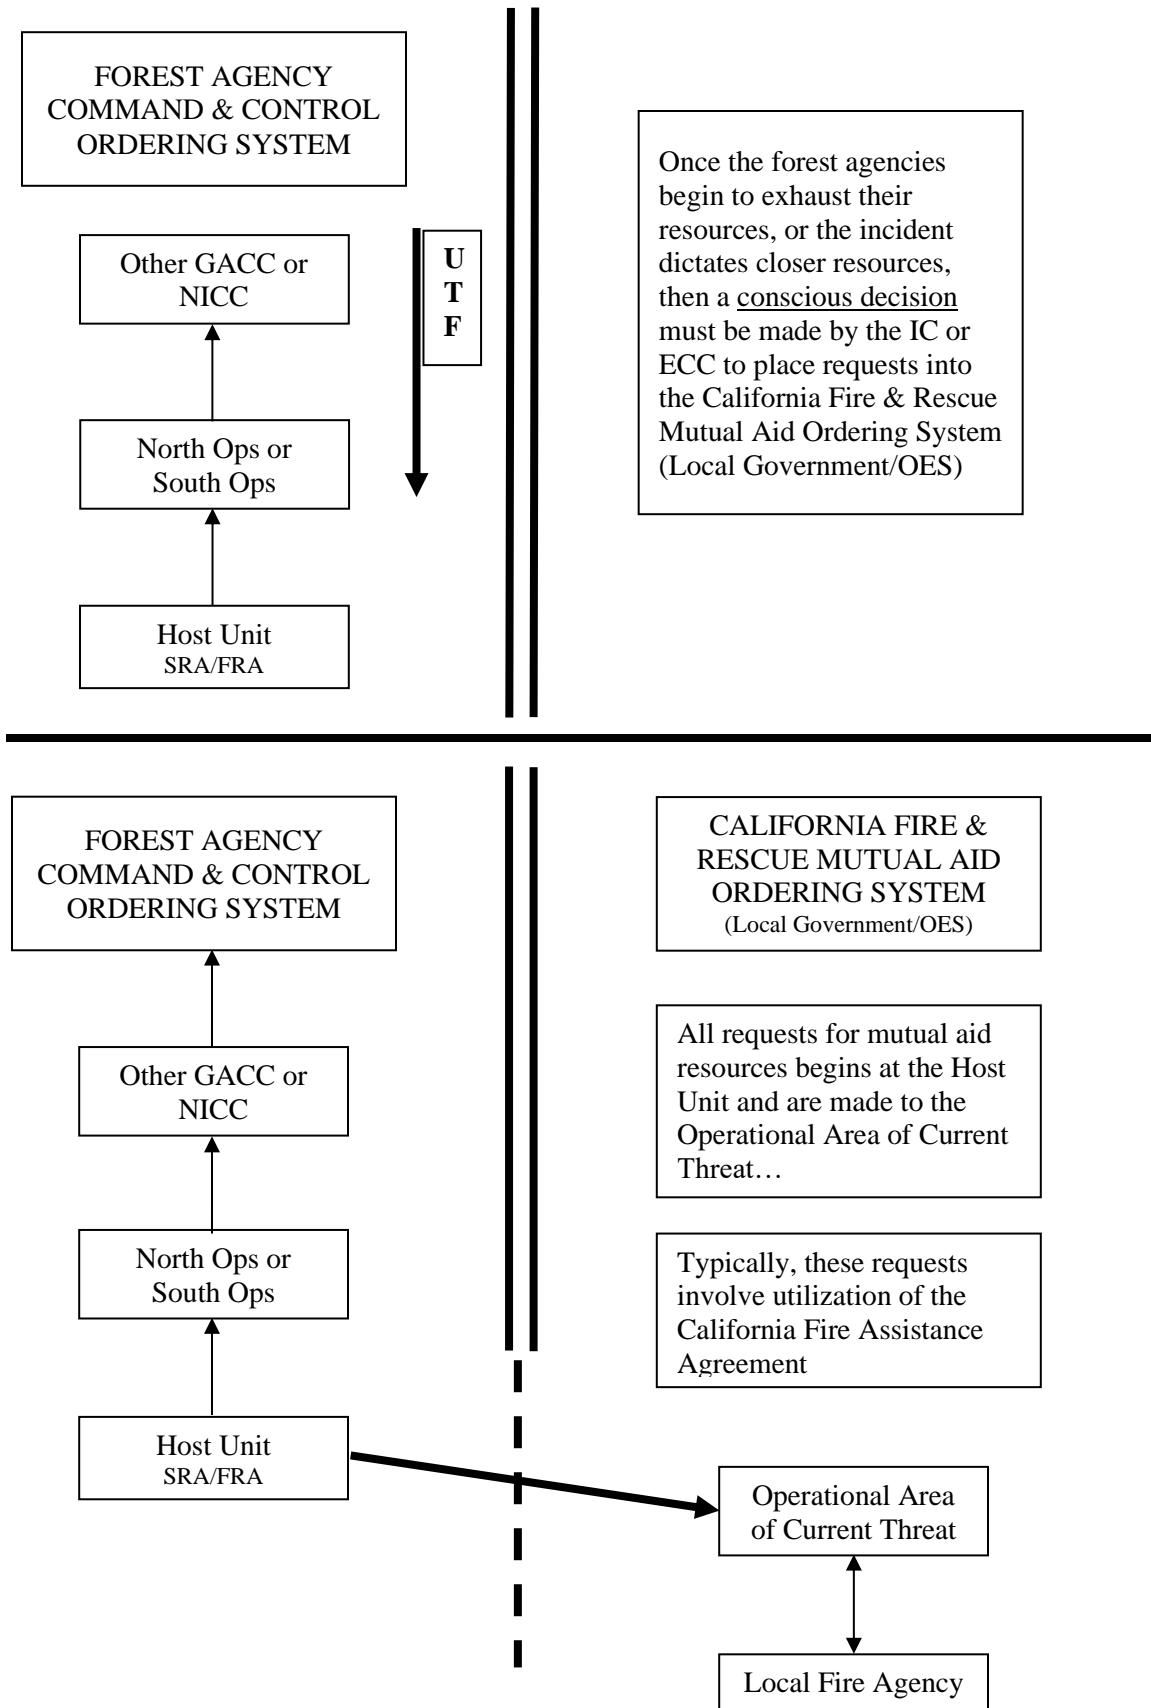 FOREST AGENCY
COMMAND & CONTROL
ORDERING SYSTEM
Other GACC or
NICC
U
T
F
North Ops or
South Ops
Host Unit
SRA/FRA
Once the forest agencies
begin to exhaust their
resources, or the incident
dictates closer resources,
then a conscious decision
must be made by the IC or
ECC to place requests into
the California Fire & Rescue
Mutual Aid Ordering System
(Local Government/OES)
FOREST AGENCY
COMMAND & CONTROL
ORDERING SYSTEM
Other GACC or
NICC
North Ops or
South Ops
Host Unit
SRA/FRA
CALIFORNIA FIRE &
RESCUE MUTUAL AID
ORDERING SYSTEM
(Local Government/OES)
All requests for mutual aid
resources begins at the Host
Unit and are made to the
Operational Area of Current
Threat…
Typically, these requests
involve utilization of the
California Fire Assistance
Agreement
Operational Area
of Current Threat
Local Fire Agency